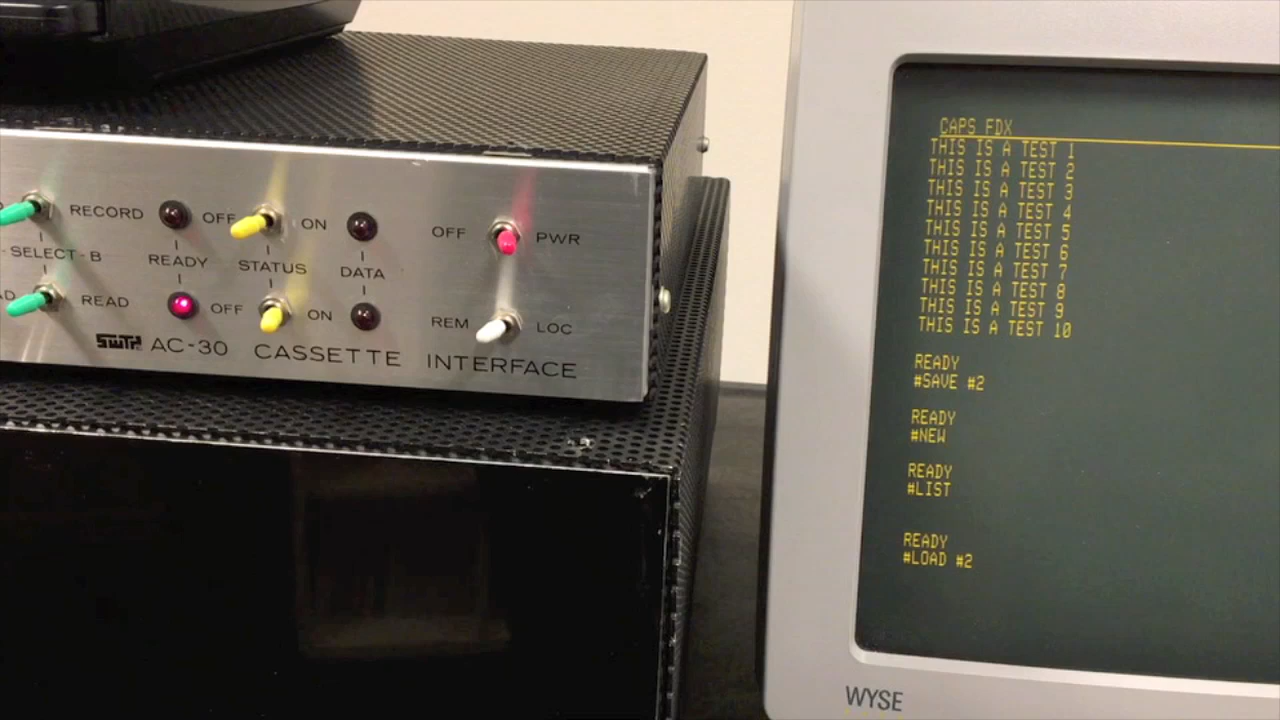 RECORD OFF ON
OFF PWR
- SELECT - B READY STATUS DATA
READ OFF ON
REM LOC
SWTPC AC-30 CASSETTE INTERFACE
CAPS FDX
THIS IS A TEST 1
THIS IS A TEST 2
THIS IS A TEST 3
THIS IS A TEST 4
THIS IS A TEST 5
THIS IS A TEST 6
THIS IS A TEST 7
THIS IS A TEST 8
THIS IS A TEST 9
THIS IS A TEST 10
READY
#SAVE #2
READY
#NEW
READY
#LIST
READY
#LOAD #2
WYSE